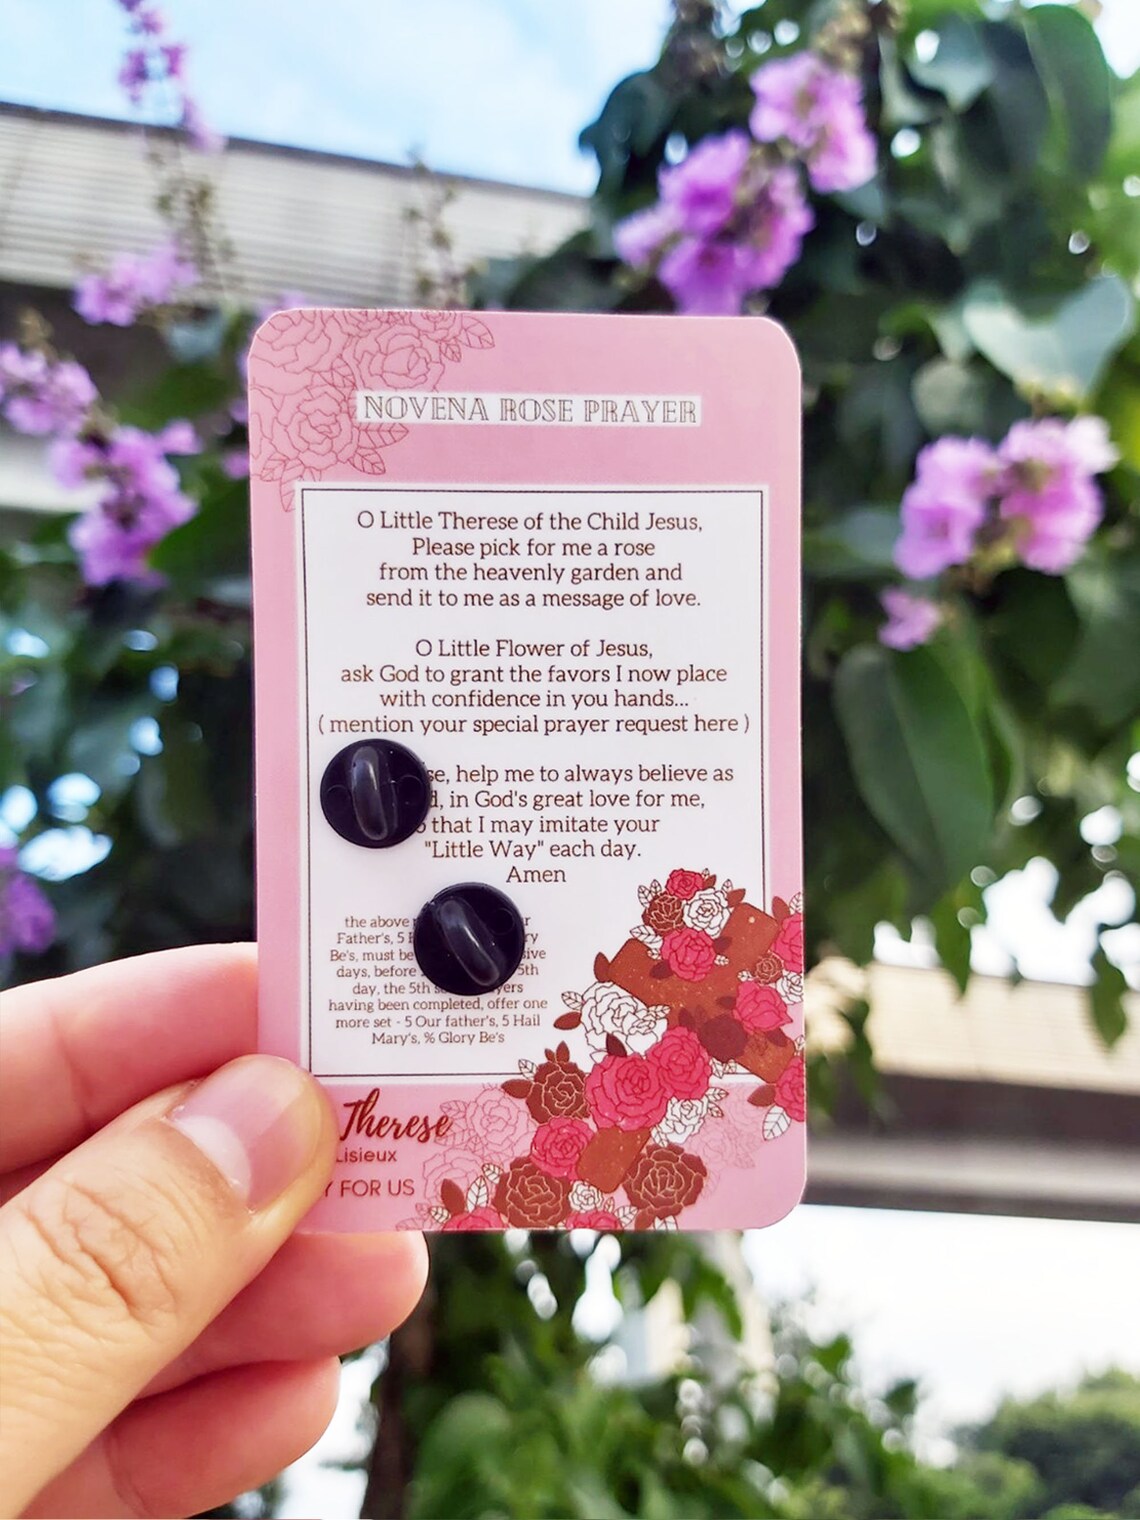 NOVENA ROSE PRAYER
O Little Therese of the Child Jesus,
Please pick for me a rose
from the heavenly garden and
send it to me as a message of love.
O Little Flower of Jesus,
ask God to grant the favors I now place
with confidence in you hands...
( mention your special prayer request here )
help me to always believe as
in God's great love for me,
that I may imitate your
"Little Way" each day.
Amen
the above
Father's, 5
Be's, must be
days, before 5th
day, the 5th
having been completed, offer one
more set - 5 Our father's, 5 Hail
Mary's, % Glory Be's
Therese
Lisieux
FOR US